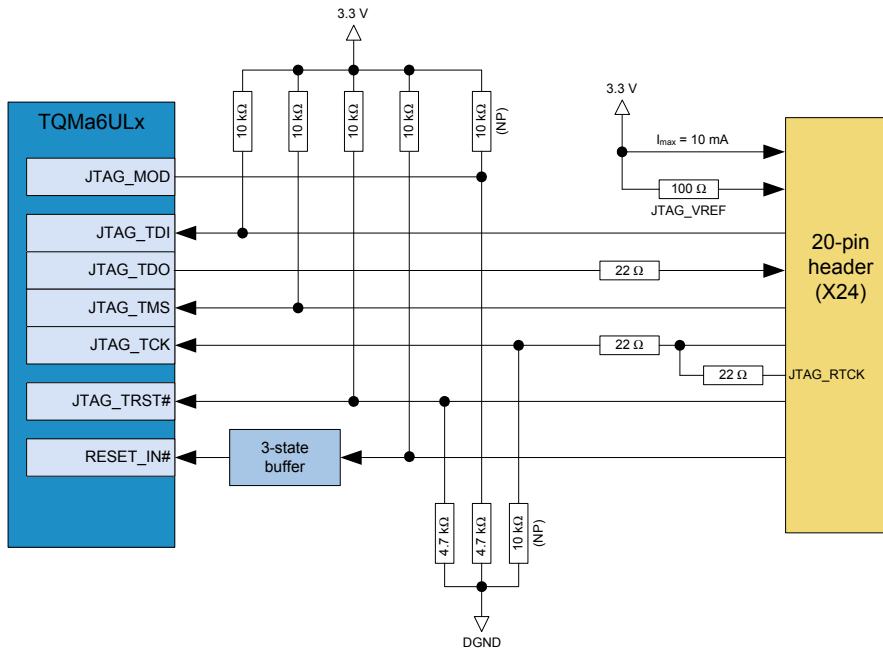 3.3 V
10 kΩ
10 kΩ
10 kΩ
10 kΩ
10 kΩ
(NP)
3.3 V
Imax = 10 mA
100 Ω
JTAG_VREF
TQMa6ULx
JTAG_MOD
JTAG_TDI
JTAG_TDO
22 Ω
JTAG_TMS
JTAG_TCK
22 Ω
22 Ω
JTAG_RTCK
JTAG_TRST#
RESET_IN#
3-state
buffer
20-pin
header
(X24)
4.7 kΩ
4.7 kΩ
10 kΩ
(NP)
DGND